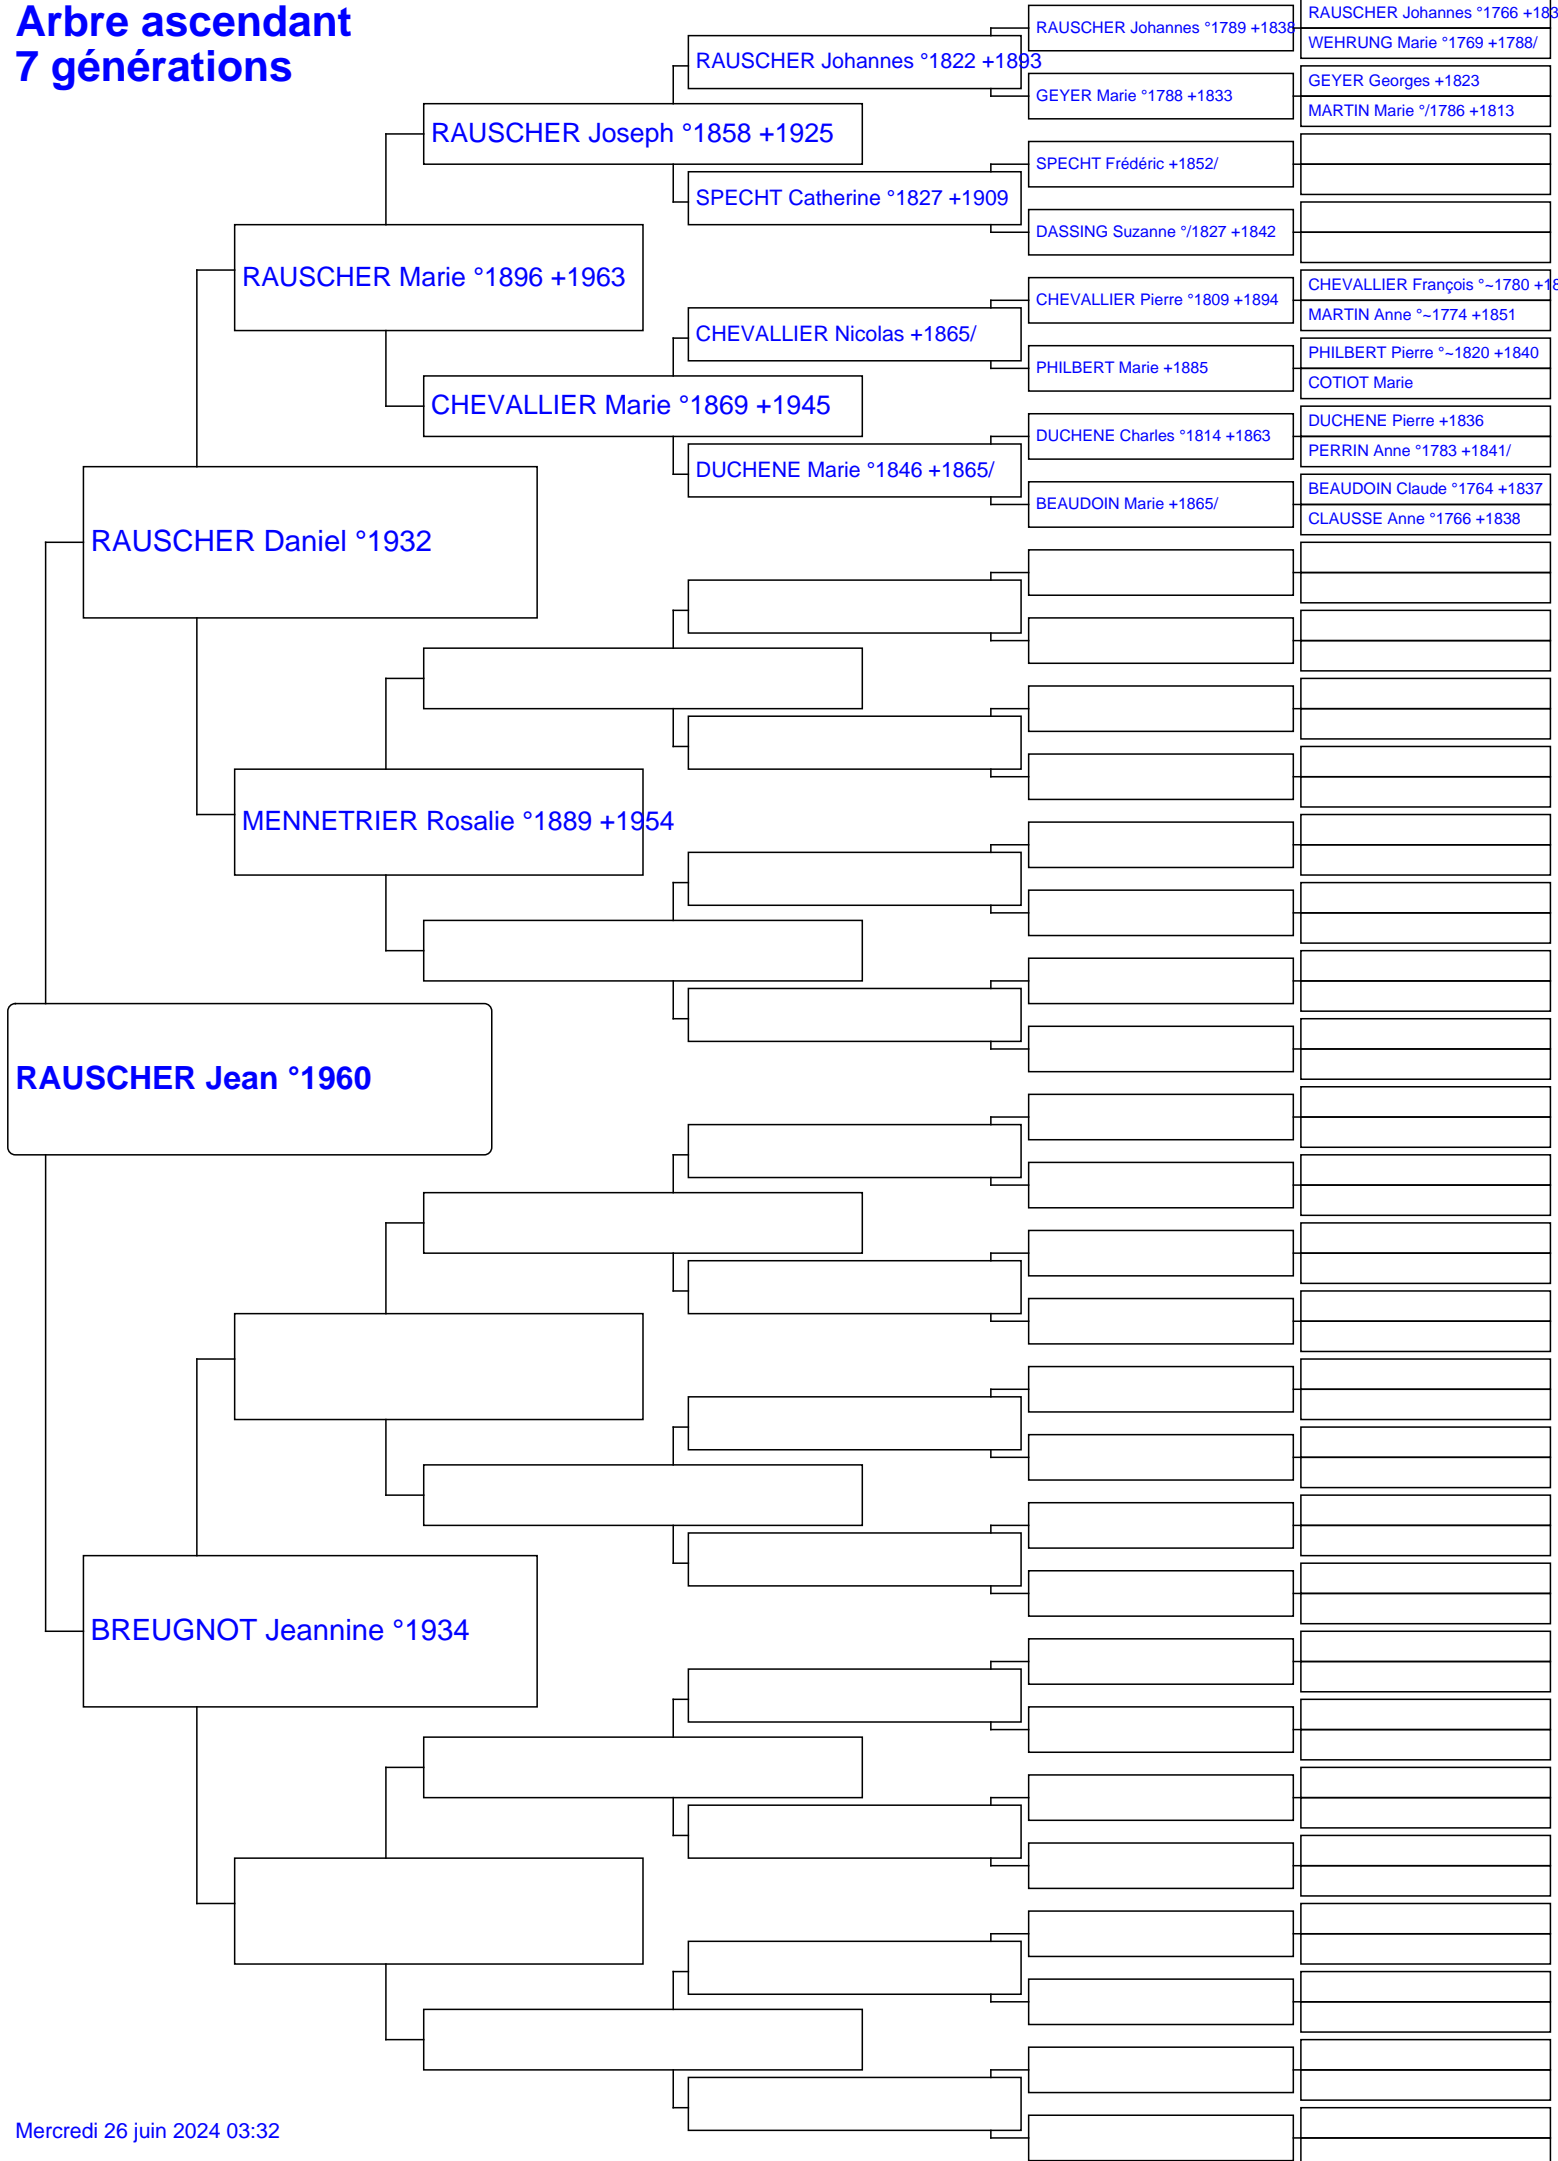 Arbre ascendant
7 générations
RAUSCHER Johannes °1766 +183
RAUSCHER Johannes °1789 +1838
WEHRUNG Marie °1769 +1788/
RAUSCHER Johannes °1822 +1893
GEYER Georges +1823
GEYER Marie °1788 +1833
MARTIN Marie °/1786 +1813
RAUSCHER Joseph °1858 +1925
SPECHT Frédéric +1852/
SPECHT Catherine °1827 +1909
DASSING Suzanne °/1827 +1842
RAUSCHER Marie °1896 +1963
CHEVALLIER François °~1780 +18
CHEVALLIER Pierre °1809 +1894
MARTIN Anne °~1774 +1851
CHEVALLIER Nicolas +1865/
PHILBERT Pierre °~1820 +1840
PHILBERT Marie +1885
COTIOT Marie
CHEVALLIER Marie °1869 +1945
DUCHENE Pierre +1836
DUCHENE Charles °1814 +1863
PERRIN Anne °1783 +1841/
DUCHENE Marie °1846 +1865/
BEAUDOIN Claude °1764 +1837
BEAUDOIN Marie +1865/
CLAUSSE Anne °1766 +1838
RAUSCHER Daniel °1932
MENNETRIER Rosalie °1889 +1954
RAUSCHER Jean °1960
BREUGNOT Jeannine °1934
Mercredi 26 juin 2024 03:32